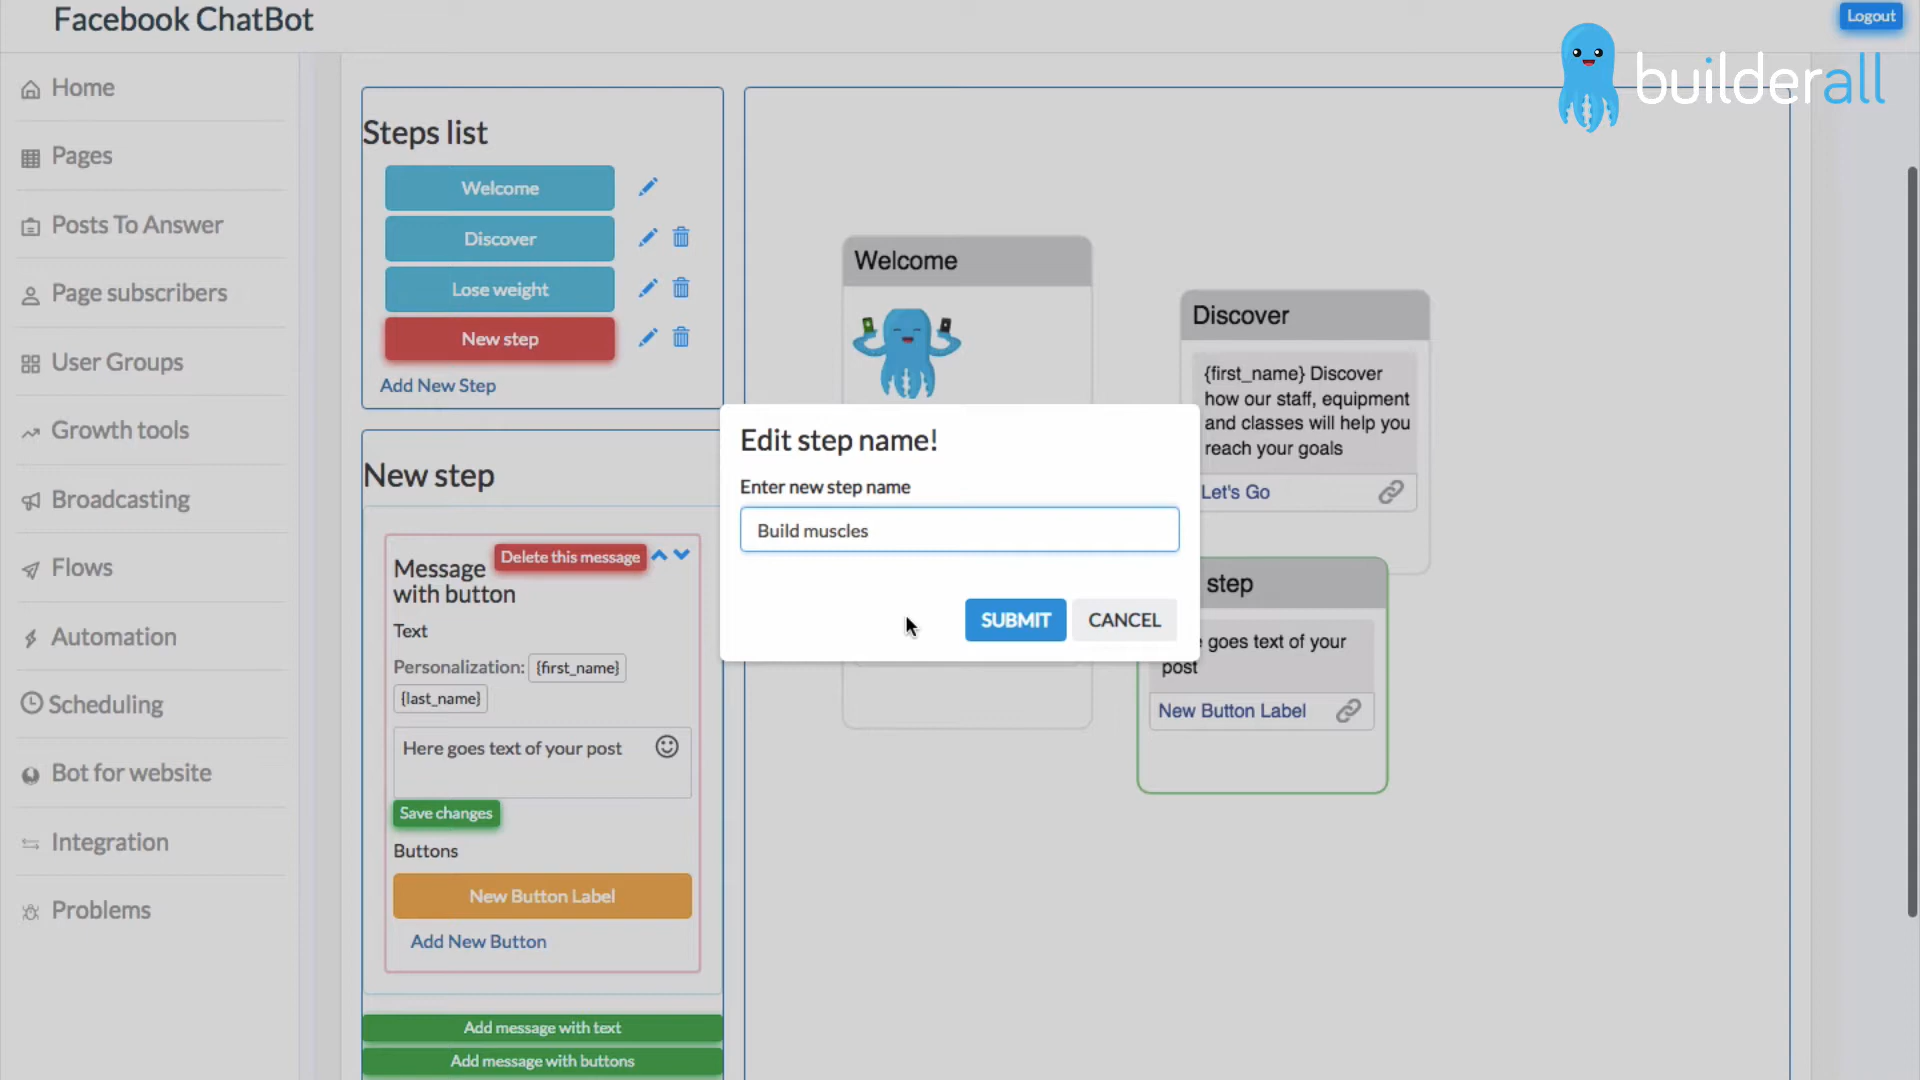 Facebook ChatBot
Logout
builderall
Home
Pages
Posts To Answer
Page subscribers
User Groups
Growth tools
Broadcasting
Flows
Automation
Scheduling
Bot for website
Integration
Problems
Steps list
Welcome
Discover
Lose weight
New step
Add New Step
New step
Delete this message
Message
with button
Text
Personalization: {first_name}
{last_name}
Here goes text of your post
Save changes
Buttons
New Button Label
Add New Button
Add message with text
Add message with buttons
Welcome
Discover
{first_name} Discover
how our staff, equipment
and classes will help you
reach your goals
Let's Go
Edit step name!
Enter new step name
Build muscles
SUBMIT
CANCEL
step
goes text of your
post
New Button Label